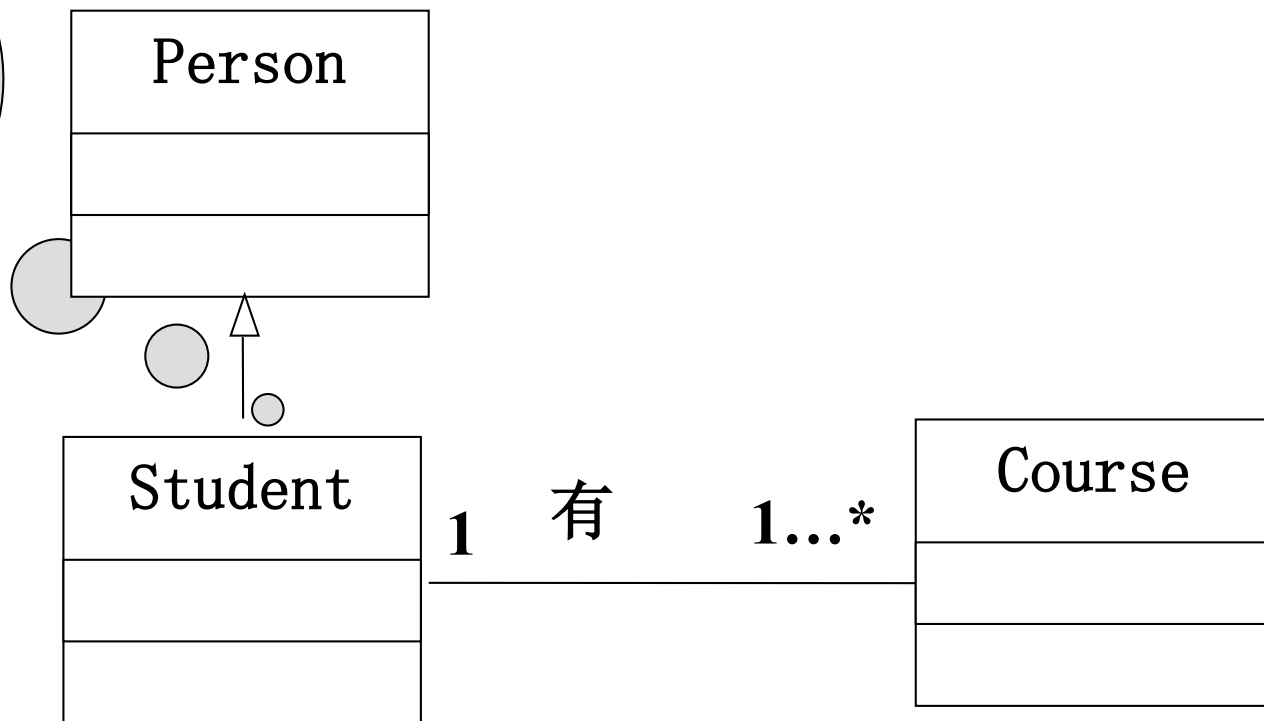 Person
Student
1
有
1...*
Course